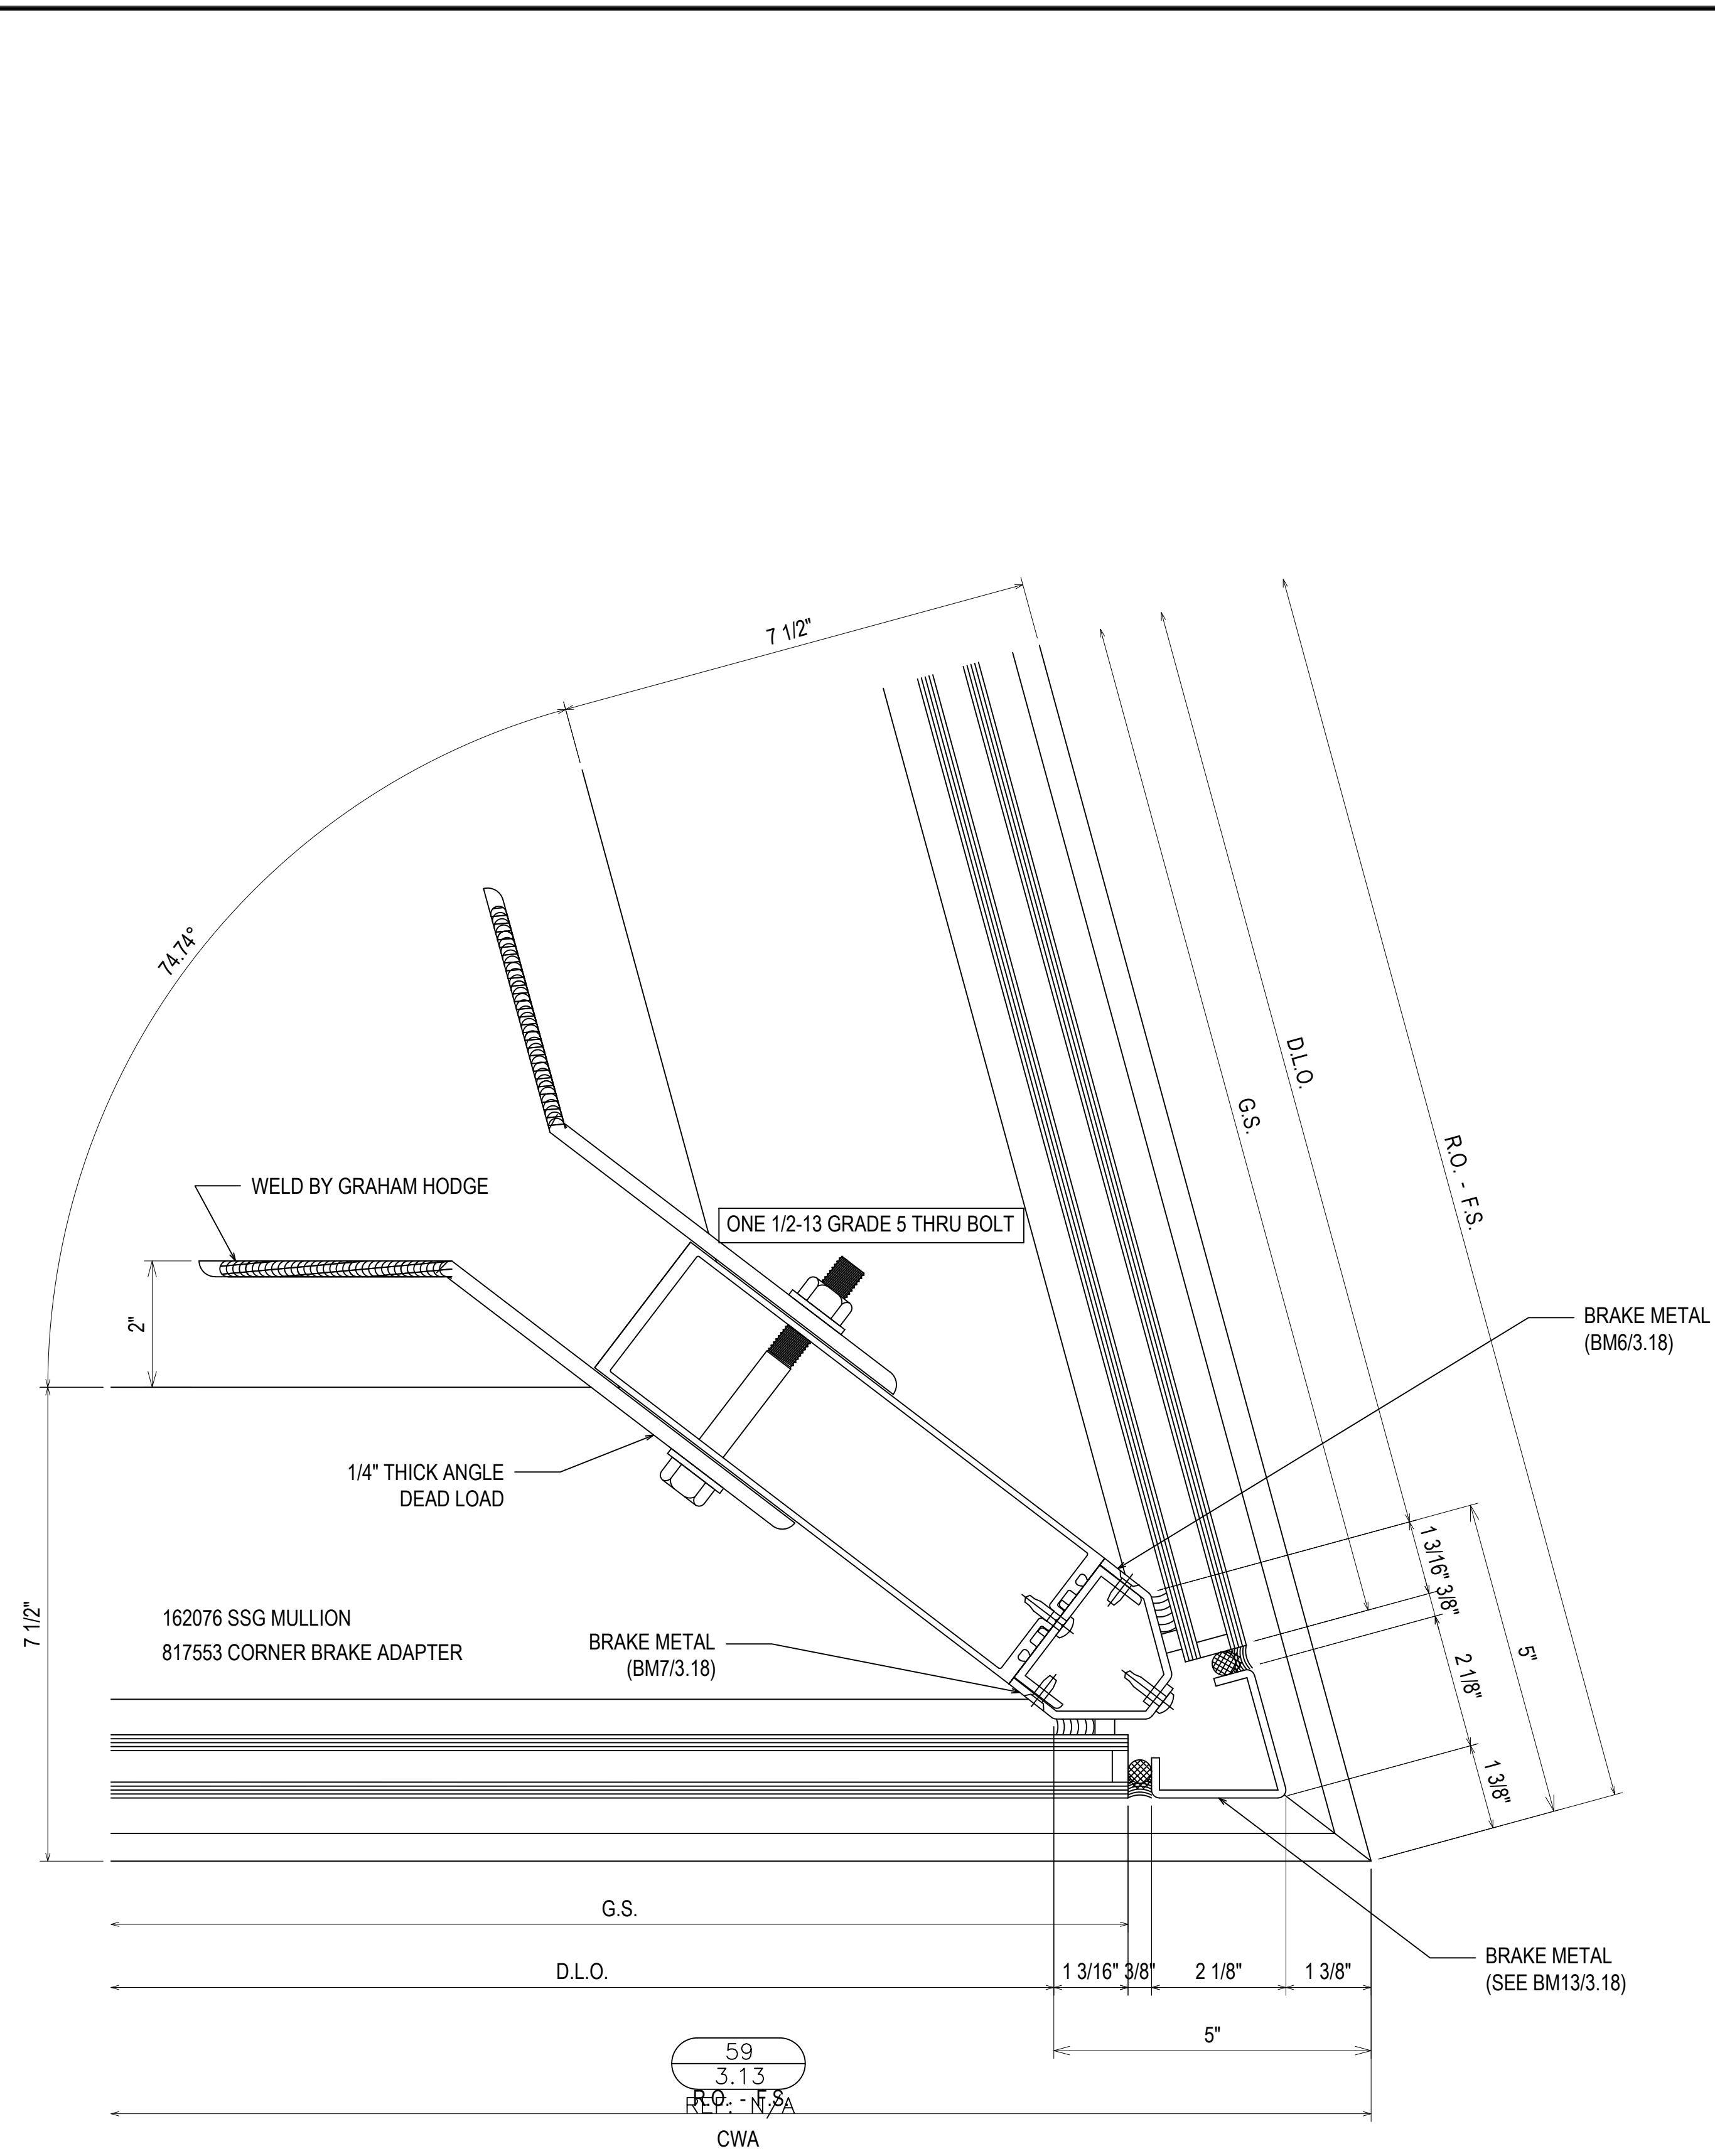 7 1/2"
74.74°
D.L.O.
G.S.
R.O. - F.S.
WELD BY GRAHAM HODGE
ONE 1/2-13 GRADE 5 THRU BOLT
2"
BRAKE METAL
(BM6/3.18)
1/4" THICK ANGLE
DEAD LOAD
1 3/16"
3/8"
2 1/8"
5"
1 3/8"
7 1/2"
162076 SSG MULLION
817553 CORNER BRAKE ADAPTER
BRAKE METAL
(BM7/3.18)
G.S.
D.L.O.
1 3/16" 3/8" 2 1/8" 1 3/8"
BRAKE METAL
(SEE BM13/3.18)
5"
59
3.13
R.O. - F.S.
REF: N/A
CWA